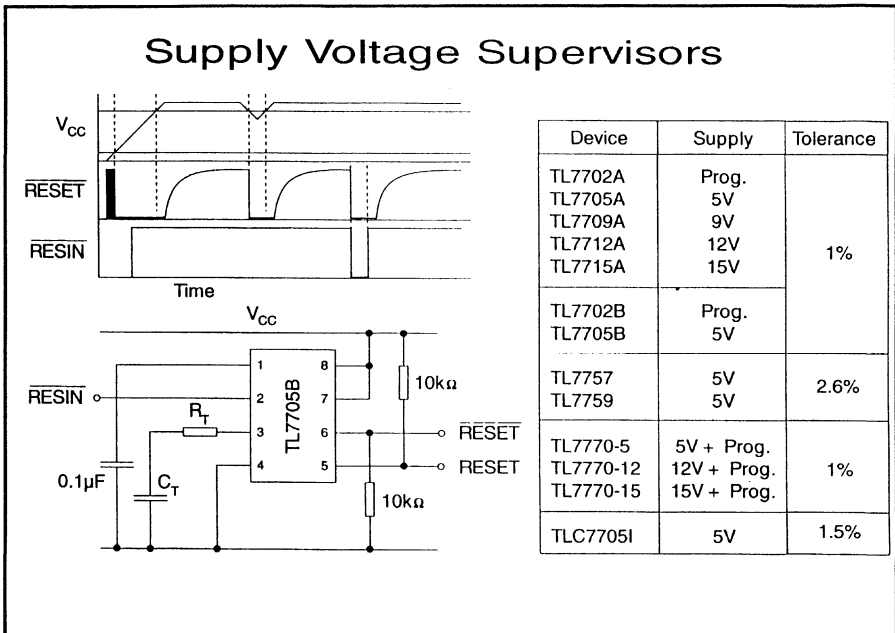 Supply Voltage Supervisors
VCC
RESET
RESIN
Time
VCC
RESIN
RT
CT
0.1µF
1
2
3
4
TL7705B
8
7
6
5
10kΩ
RESET
RESET
10kΩ
Device Supply Tolerance
TL7702A Prog.
TL7705A 5V
TL7709A 9V
TL7712A 12V 1%
TL7715A 15V
TL7702B Prog.
TL7705B 5V
TL7757 5V 2.6%
TL7759 5V
TL7770-5 5V + Prog.
TL7770-12 12V + Prog. 1%
TL7770-15 15V + Prog.
TLC7705I 5V 1.5%